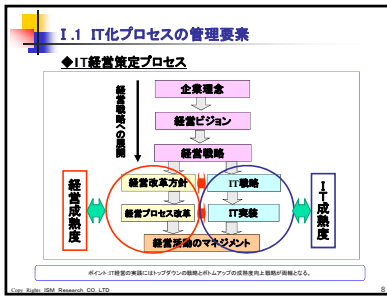 Ⅰ.1 IT化プロセスの管理要素
◆IT経営策定プロセス
経営戦略への展開
企業理念
経営ビジョン
経営戦略
経営改革方針
IT戦略
経営プロセス改革
IT実装
経営活動のマネジメント
経営成熟度
IT成熟度
ポイント:IT経営の実践にはトップダウンの戦略とボトムアップの成熟度向上戦略が両輪となる。
Copy Rights ISM Research CO. LTD
8